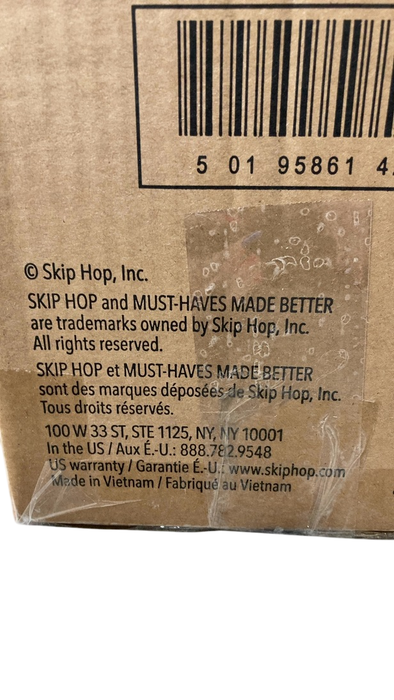 5 01 95861 4
© Skip Hop, Inc.
SKIP HOP and MUST-HAVES MADE BETTER
are trademarks owned by Skip Hop, Inc.
All rights reserved.
SKIP HOP et MUST-HAVES MADE BETTER
sont des marques déposées de Skip Hop, Inc.
Tous droits réservés.
100 W 33 ST, STE 1125, NY, NY 10001
In the US / Aux É.-U.: 888.782.9548
US warranty / Garantie É.-U.: www.skiphop.com
Made in Vietnam / Fabriqué au Vietnam